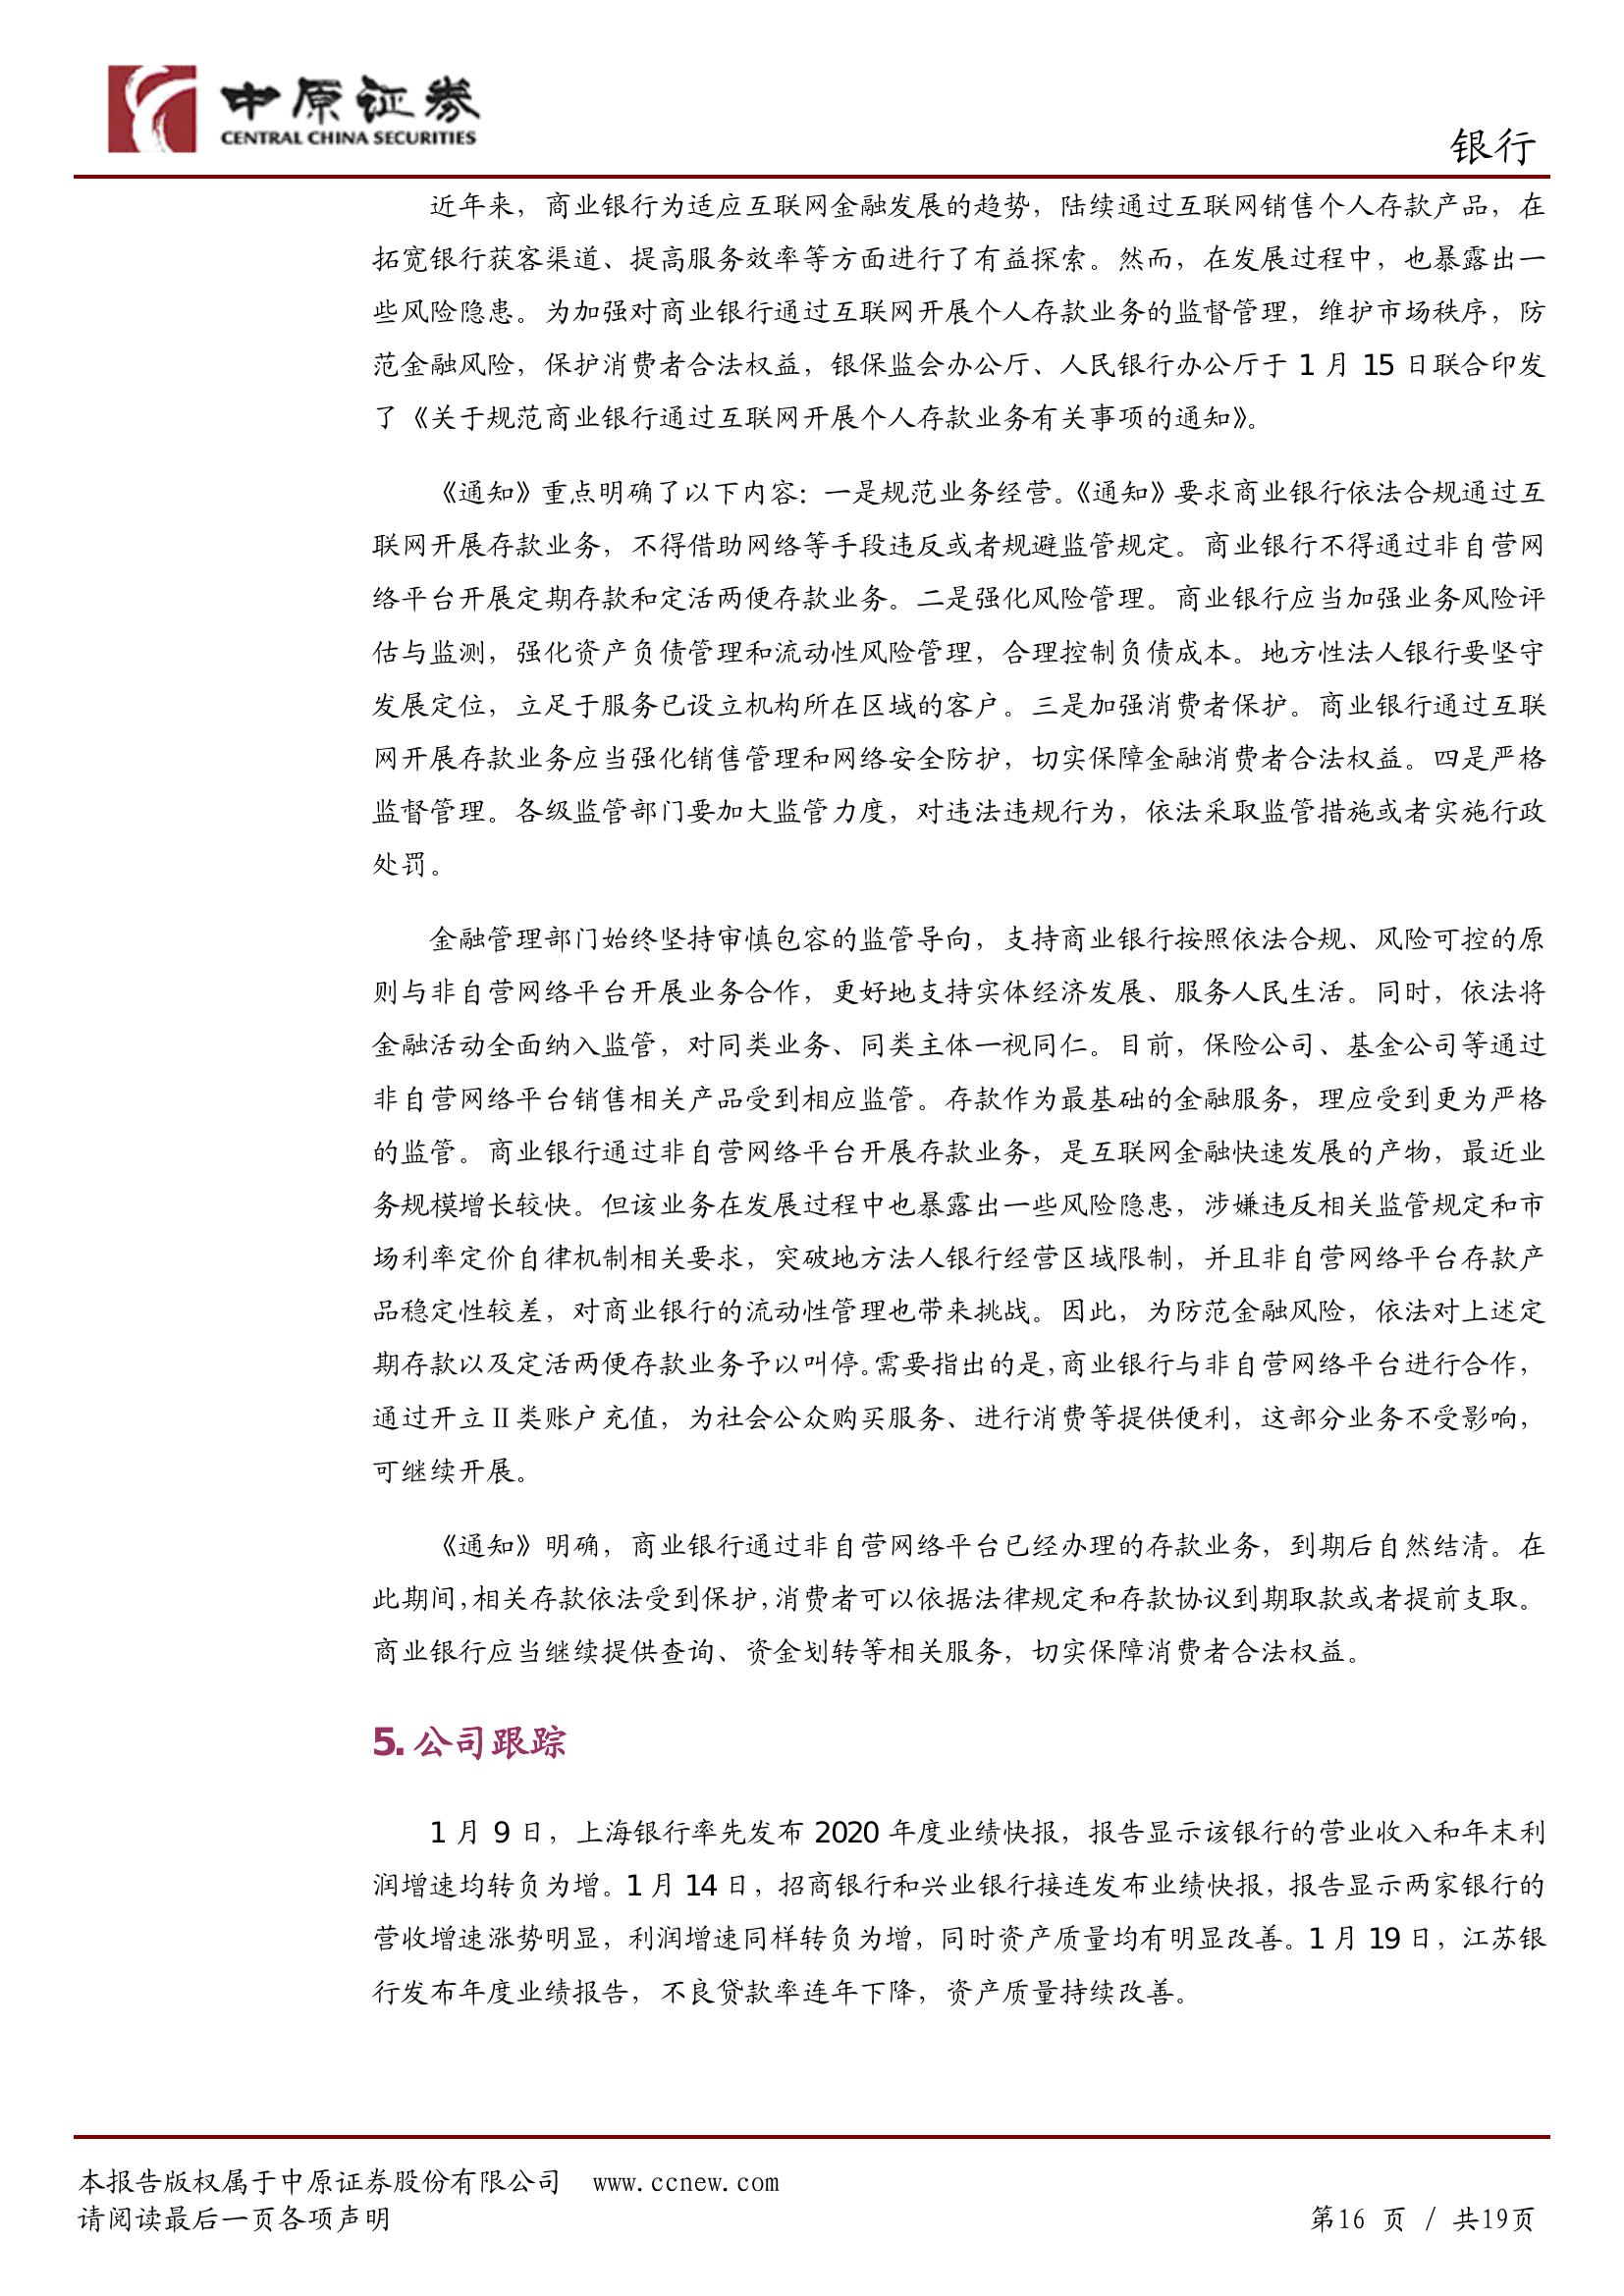 中原证券
CENTRAL CHINA SECURITIES
银行
近年来，商业银行为适应互联网金融发展的趋势，陆续通过互联网销售个人存款产品，在
拓宽银行获客渠道、提高服务效率等方面进行了有益探索。然而，在发展过程中，也暴露出一
些风险隐患。为加强对商业银行通过互联网开展个人存款业务的监督管理，维护市场秩序，防
范金融风险，保护消费者合法权益，银保监会办公厅、人民银行办公厅于 1 月 15 日联合印发
了《关于规范商业银行通过互联网开展个人存款业务有关事项的通知》。
《通知》重点明确了以下内容：一是规范业务经营。《通知》要求商业银行依法合规通过互
联网开展存款业务，不得借助网络等手段违反或者规避监管规定。商业银行不得通过非自营网
络平台开展定期存款和定活两便存款业务。二是强化风险管理。商业银行应当加强业务风险评
估与监测，强化资产负债管理和流动性风险管理，合理控制负债成本。地方性法人银行要坚守
发展定位，立足于服务已设立机构所在区域的客户。三是加强消费者保护。商业银行通过互联
网开展存款业务应当强化销售管理和网络安全防护，切实保障金融消费者合法权益。四是严格
监督管理。各级监管部门要加大监管力度，对违法违规行为，依法采取监管措施或者实施行政
处罚。
金融管理部门始终坚持审慎包容的监管导向，支持商业银行按照依法合规、风险可控的原
则与非自营网络平台开展业务合作，更好地支持实体经济发展、服务人民生活。同时，依法将
金融活动全面纳入监管，对同类业务、同类主体一视同仁。目前，保险公司、基金公司等通过
非自营网络平台销售相关产品受到相应监管。存款作为最基础的金融服务，理应受到更为严格
的监管。商业银行通过非自营网络平台开展存款业务，是互联网金融快速发展的产物，最近业
务规模增长较快。但该业务在发展过程中也暴露出一些风险隐患，涉嫌违反相关监管规定和市
场利率定价自律机制相关要求，突破地方法人银行经营区域限制，并且非自营网络平台存款产
品稳定性较差，对商业银行的流动性管理也带来挑战。因此，为防范金融风险，依法对上述定
期存款以及定活两便存款业务予以叫停。需要指出的是，商业银行与非自营网络平台进行合作，
通过开立 II 类账户充值，为社会公众购买服务、进行消费等提供便利，这部分业务不受影响，
可继续开展。
《通知》明确，商业银行通过非自营网络平台已经办理的存款业务，到期后自然结清。在
此期间，相关存款依法受到保护，消费者可以依据法律规定和存款协议到期取款或者提前支取。
商业银行应当继续提供查询、资金划转等相关服务，切实保障消费者合法权益。
5. 公司跟踪
1 月 9 日，上海银行率先发布 2020 年度业绩快报，报告显示该银行的营业收入和年末利
润增速均转负为增。1 月 14 日，招商银行和兴业银行接连发布业绩快报，报告显示两家银行的
营收增速涨势明显，利润增速同样转负为增，同时资产质量均有明显改善。1 月 19 日，江苏银
行发布年度业绩报告，不良贷款率连年下降，资产质量持续改善。
本报告版权属于中原证券股份有限公司 www.ccnew.com
请阅读最后一页各项声明
第16 页 / 共19页